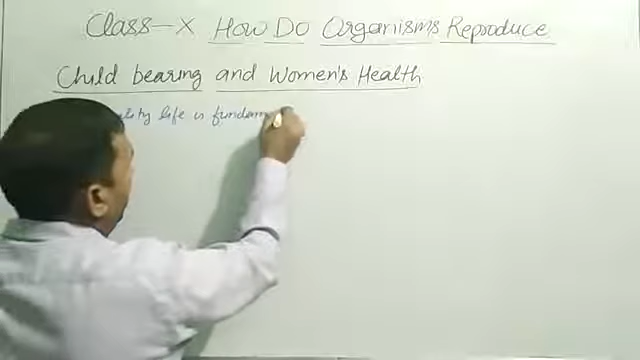 Class-X How Do Organisms Reproduce
Child bearing and Women's Health
life is